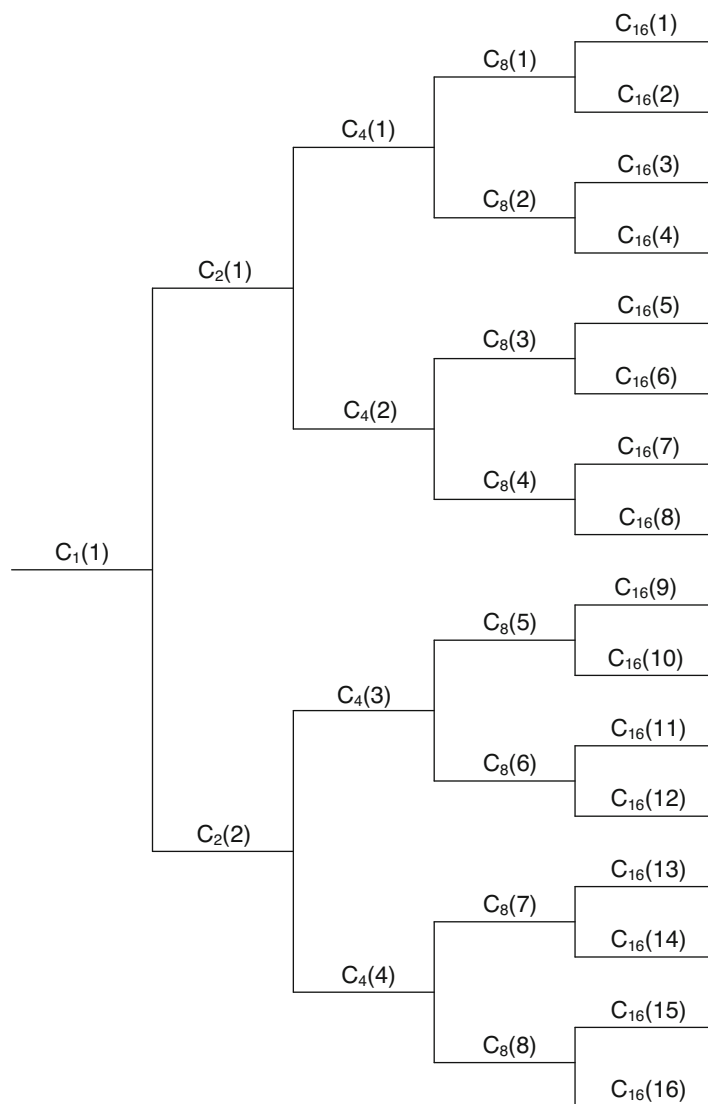 C₁(1)
C₂(1)
C₂(2)
C₄(1)
C₄(2)
C₄(3)
C₄(4)
C₈(1)
C₈(2)
C₈(3)
C₈(4)
C₈(5)
C₈(6)
C₈(7)
C₈(8)
C₁₆(1)
C₁₆(2)
C₁₆(3)
C₁₆(4)
C₁₆(5)
C₁₆(6)
C₁₆(7)
C₁₆(8)
C₁₆(9)
C₁₆(10)
C₁₆(11)
C₁₆(12)
C₁₆(13)
C₁₆(14)
C₁₆(15)
C₁₆(16)